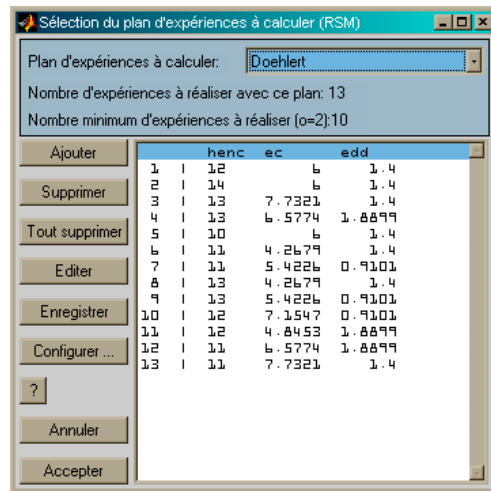 Sélection du plan d'expériences à calculer (RSM)
Plan d'expériences à calculer: Doehlert
Nombre d'expériences à réaliser avec ce plan: 13
Nombre minimum d'expériences à réaliser (o=2):10
Ajouter
Supprimer
Tout supprimer
Editer
Enregistrer
Configurer ...
?
Annuler
Accepter
henc ec edd
1 | 12 6 1.4
2 | 14 6 1.4
3 | 13 7.7321 1.4
4 | 13 6.5774 1.8899
5 | 10 6 1.4
6 | 11 4.2679 1.4
7 | 11 5.4226 0.9101
8 | 13 4.2679 1.4
9 | 13 5.4226 0.9101
10 | 12 7.1547 0.9101
11 | 12 4.8453 1.8899
12 | 11 6.5774 1.8899
13 | 11 7.7321 1.4